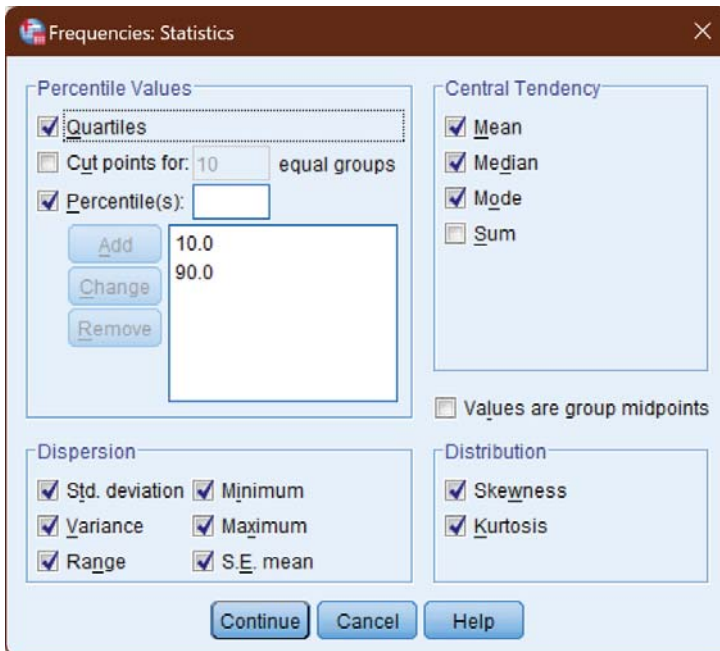 Frequencies: Statistics
Percentile Values
Quartiles
Cut points for: 10 equal groups
Percentile(s):
Add
Change
Remove
10.0
90.0
Central Tendency
Mean
Median
Mode
Sum
Values are group midpoints
Dispersion
Std. deviation Minimum
Variance Maximum
Range S.E. mean
Distribution
Skewness
Kurtosis
Continue Cancel Help